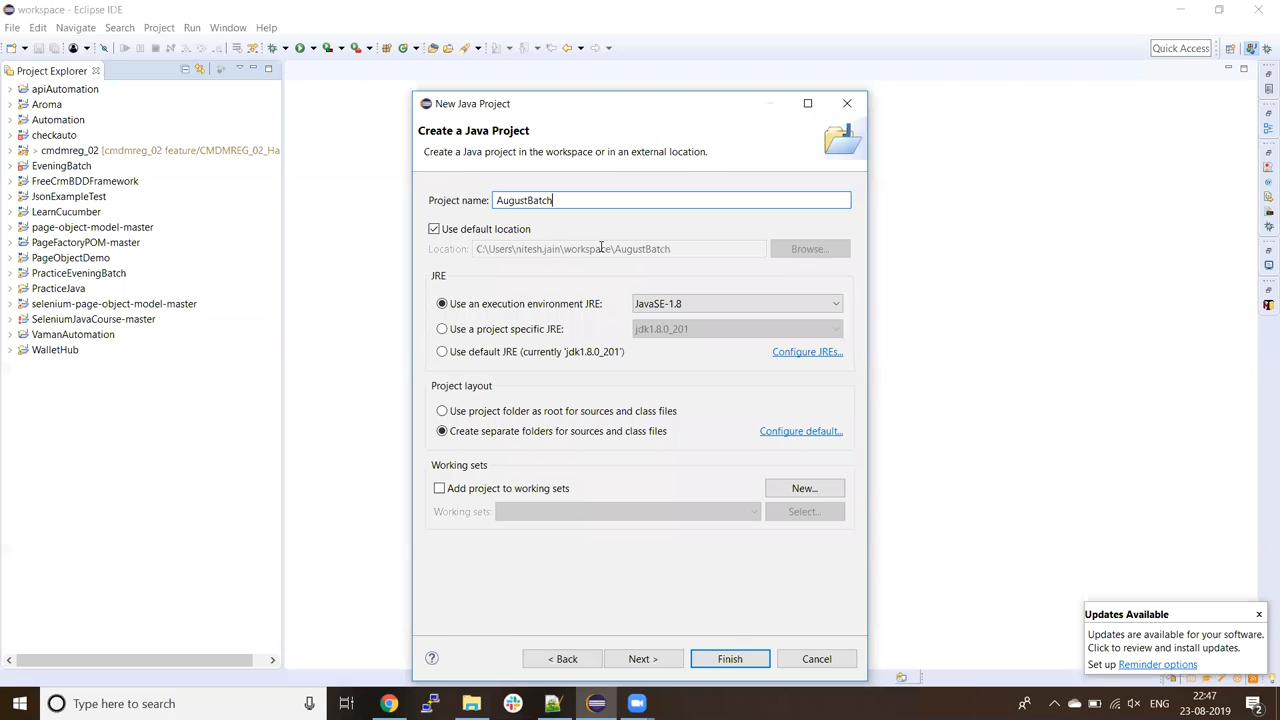 workspace - Eclipse IDE
File Edit Navigate Search Project Run Window Help
Quick Access
Project Explorer
apiAutomation
Aroma
Automation
checkauto
> cmdmreg_02 [cmdmreg_02 feature/CMDMREG_02_Ha
EveningBatch
FreeCrmBDDFramework
JsonExampleTest
LearnCucumber
page-object-model-master
PageFactoryPOM-master
PageObjectDemo
PracticeEveningBatch
PracticeJava
selenium-page-object-model-master
SeleniumJavaCourse-master
VamanAutomation
WalletHub
New Java Project
Create a Java Project
Create a Java project in the workspace or in an external location.
Project name: AugustBatch
Use default location
Location: C:\Users\nitesh.jain\workspace\AugustBatch Browse...
JRE
Use an execution environment JRE: JavaSE-1.8
Use a project specific JRE: jdk1.8.0_201
Use default JRE (currently 'jdk1.8.0_201') Configure JREs...
Project layout
Use project folder as root for sources and class files
Create separate folders for sources and class files Configure default...
Working sets
Add project to working sets New...
Working sets: Select...
< Back Next > Finish Cancel
Updates Available x
Updates are available for your software.
Click to review and install updates.
Set up Reminder options
Type here to search
ENG
22:47
23-08-2019
2